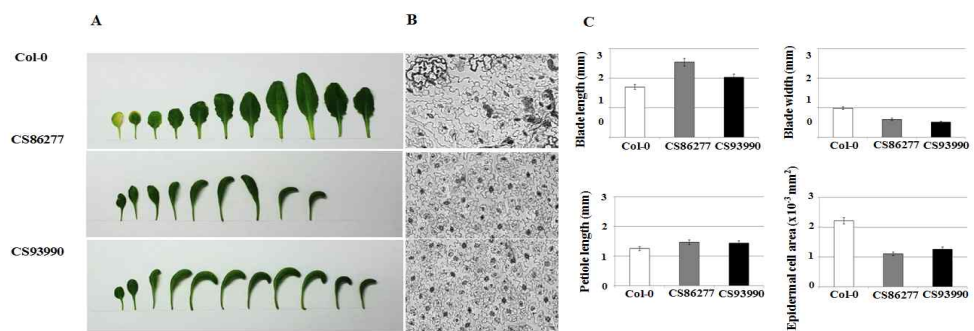 A
B
C
Col-0
CS86277
CS93990
Blade length (mm)
3
2
1
0
Col-0 CS86277 CS93990
Blade width (mm)
3
2
1
0
Col-0 CS86277 CS93990
Petiole length (mm)
3
2
1
0
Col-0 CS86277 CS93990
Epidermal cell area (x10⁻³ mm²)
3
2
1
0
Col-0 CS86277 CS93990